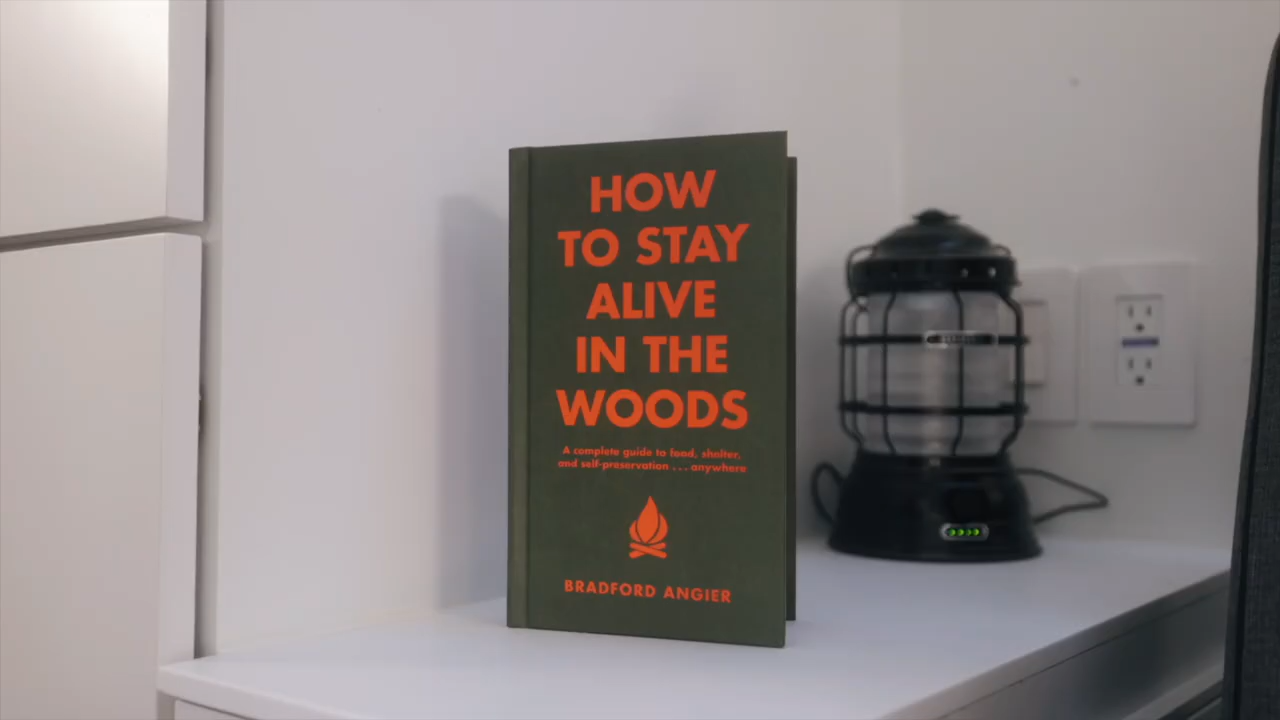 HOW
TO STAY
ALIVE
IN THE
WOODS
A complete guide to food, shelter,
and self-preservation . . . anywhere
BRADFORD ANGIER